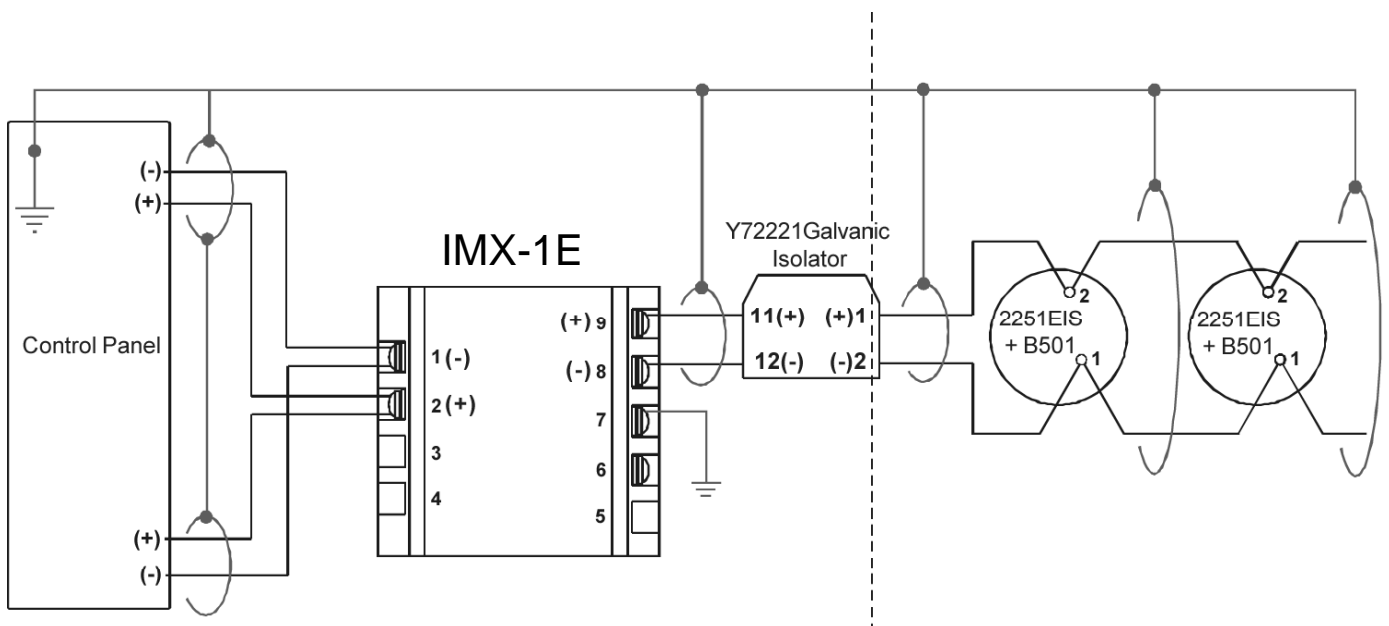 Control Panel
(-)
(+)
(+)
(-)
IMX-1E
1 (-)
2 (+)
3
4
(+) 9
(-) 8
7
6
5
Y72221Galvanic
Isolator
11(+) (+)1
12(-) (-)2
2
2251EIS
+ B501
1
2
2251EIS
+ B501
1